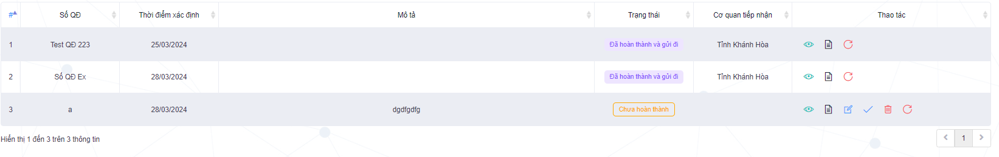 # Số QĐ Thời điểm xác định Mô tả Trạng thái Cơ quan tiếp nhận Thao tác
1 Test QĐ 223 25/03/2024 Đã hoàn thành và gửi đi Tỉnh Khánh Hòa
2 Số QĐ Ex 28/03/2024 Đã hoàn thành và gửi đi Tỉnh Khánh Hòa
3 a 28/03/2024 dgdfgdfg Chưa hoàn thành
Hiển thị 1 đến 3 trên 3 thông tin 1